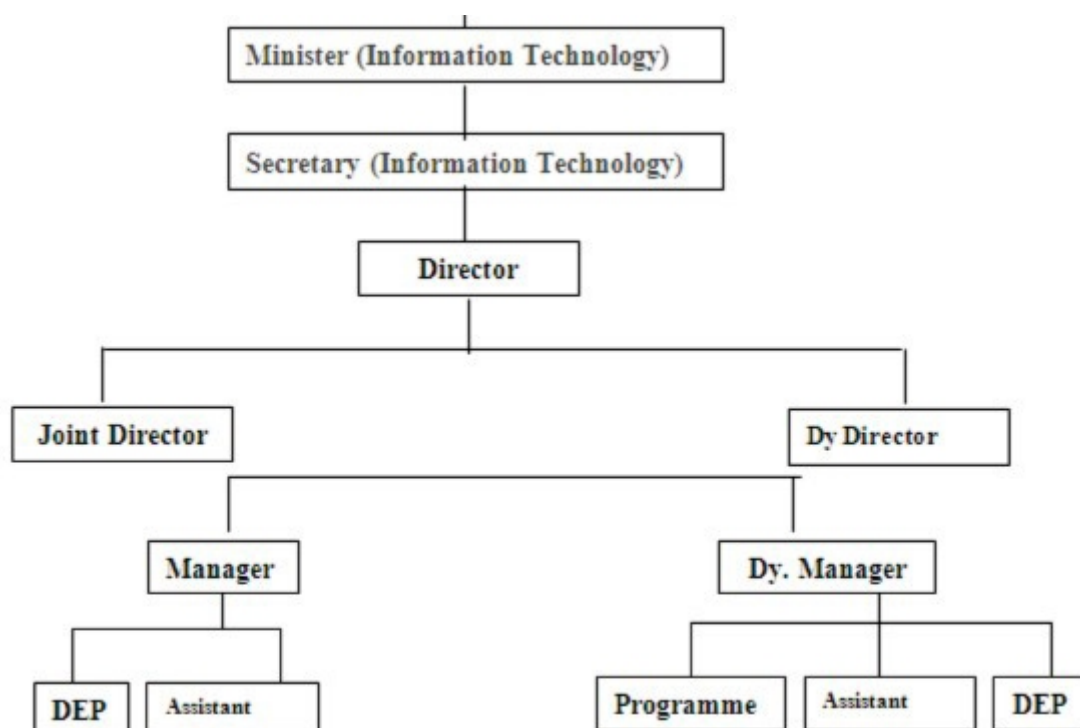 Minister (Information Technology)
Secretary (Information Technology)
Director
Joint Director
Dy Director
Manager
Dy. Manager
DEP
Assistant
Programme
Assistant
DEP